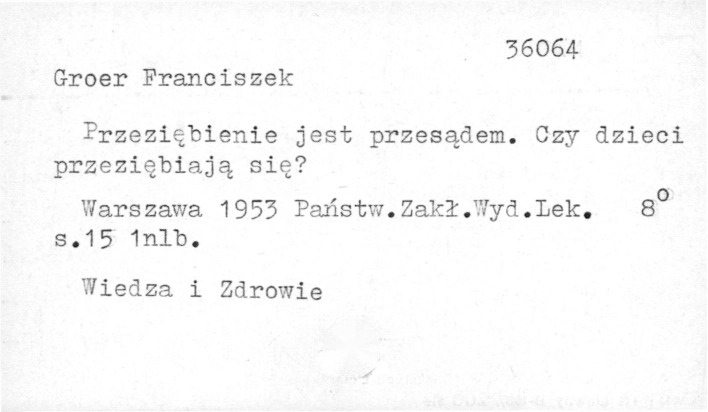 36064
Groer Franciszek
Przeziębienie jest przesądem. Czy dzieci
przeziębiają się?
Warszawa 1953 Państw.Zakł.Wyd.Lek. 8°
s.15 1nlb.
Wiedza i Zdrowie